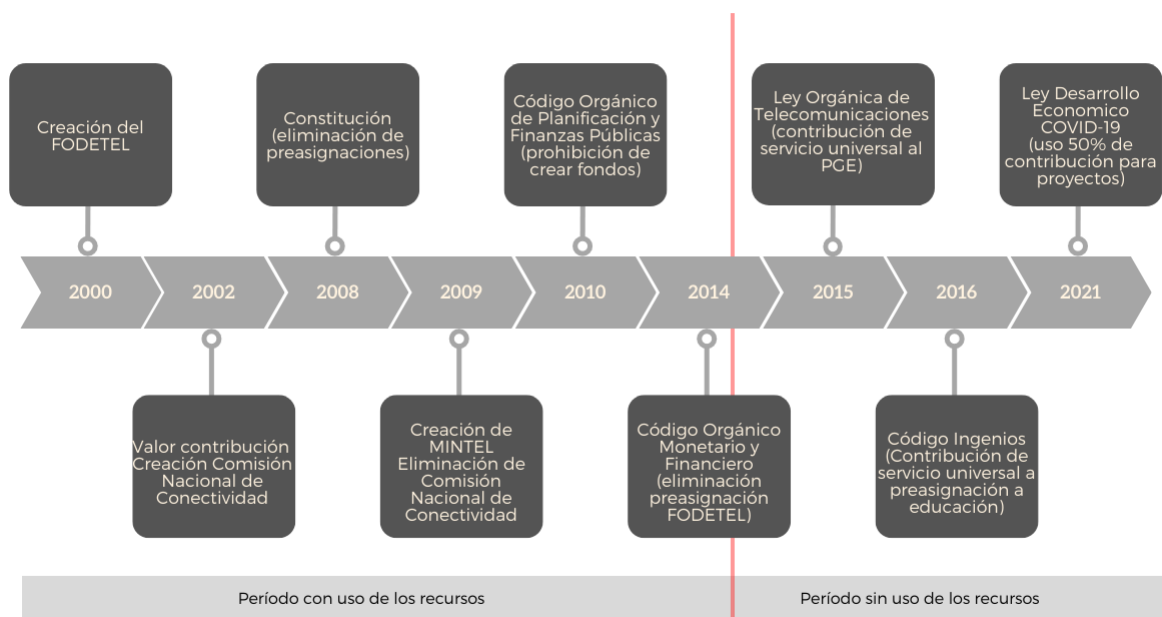 Creación del
FODETEL
Constitución
(eliminación de
preasignaciones)
Código Orgánico
de Planificación y
Finanzas Públicas
(prohibición de
crear fondos)
Ley Orgánica de
Telecomunicaciones
(contribución de
servicio universal al
PGE)
Ley Desarrollo
Economico
COVID-19
(uso 50% de
contribución para
proyectos)
2000
2002
2008
2009
2010
2014
2015
2016
2021
Valor contribución
Creación Comisión
Nacional de
Conectividad
Creación de
MINTEL
Eliminación de
Comisión
Nacional de
Conectividad
Código Orgánico
Monetario y
Financiero
(eliminación
preasignación
FODETEL)
Código Ingenios
(Contribución de
servicio universal a
preasignación a
educación)
Período con uso de los recursos
Período sin uso de los recursos